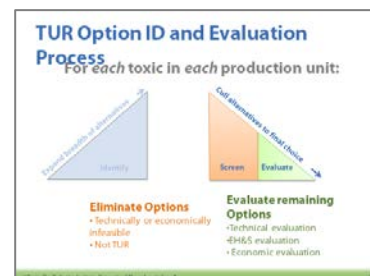 TUR Option ID and Evaluation
Process
For each toxic in each production unit:
Expand breadth of alternatives
Cull alternatives to final choice
Identify
Screen
Evaluate
Eliminate Options
• Technically or economically
infeasible
• Not TUR
Evaluate remaining
Options
•Technical evaluation
•EH&S evaluation
• Economic evaluation